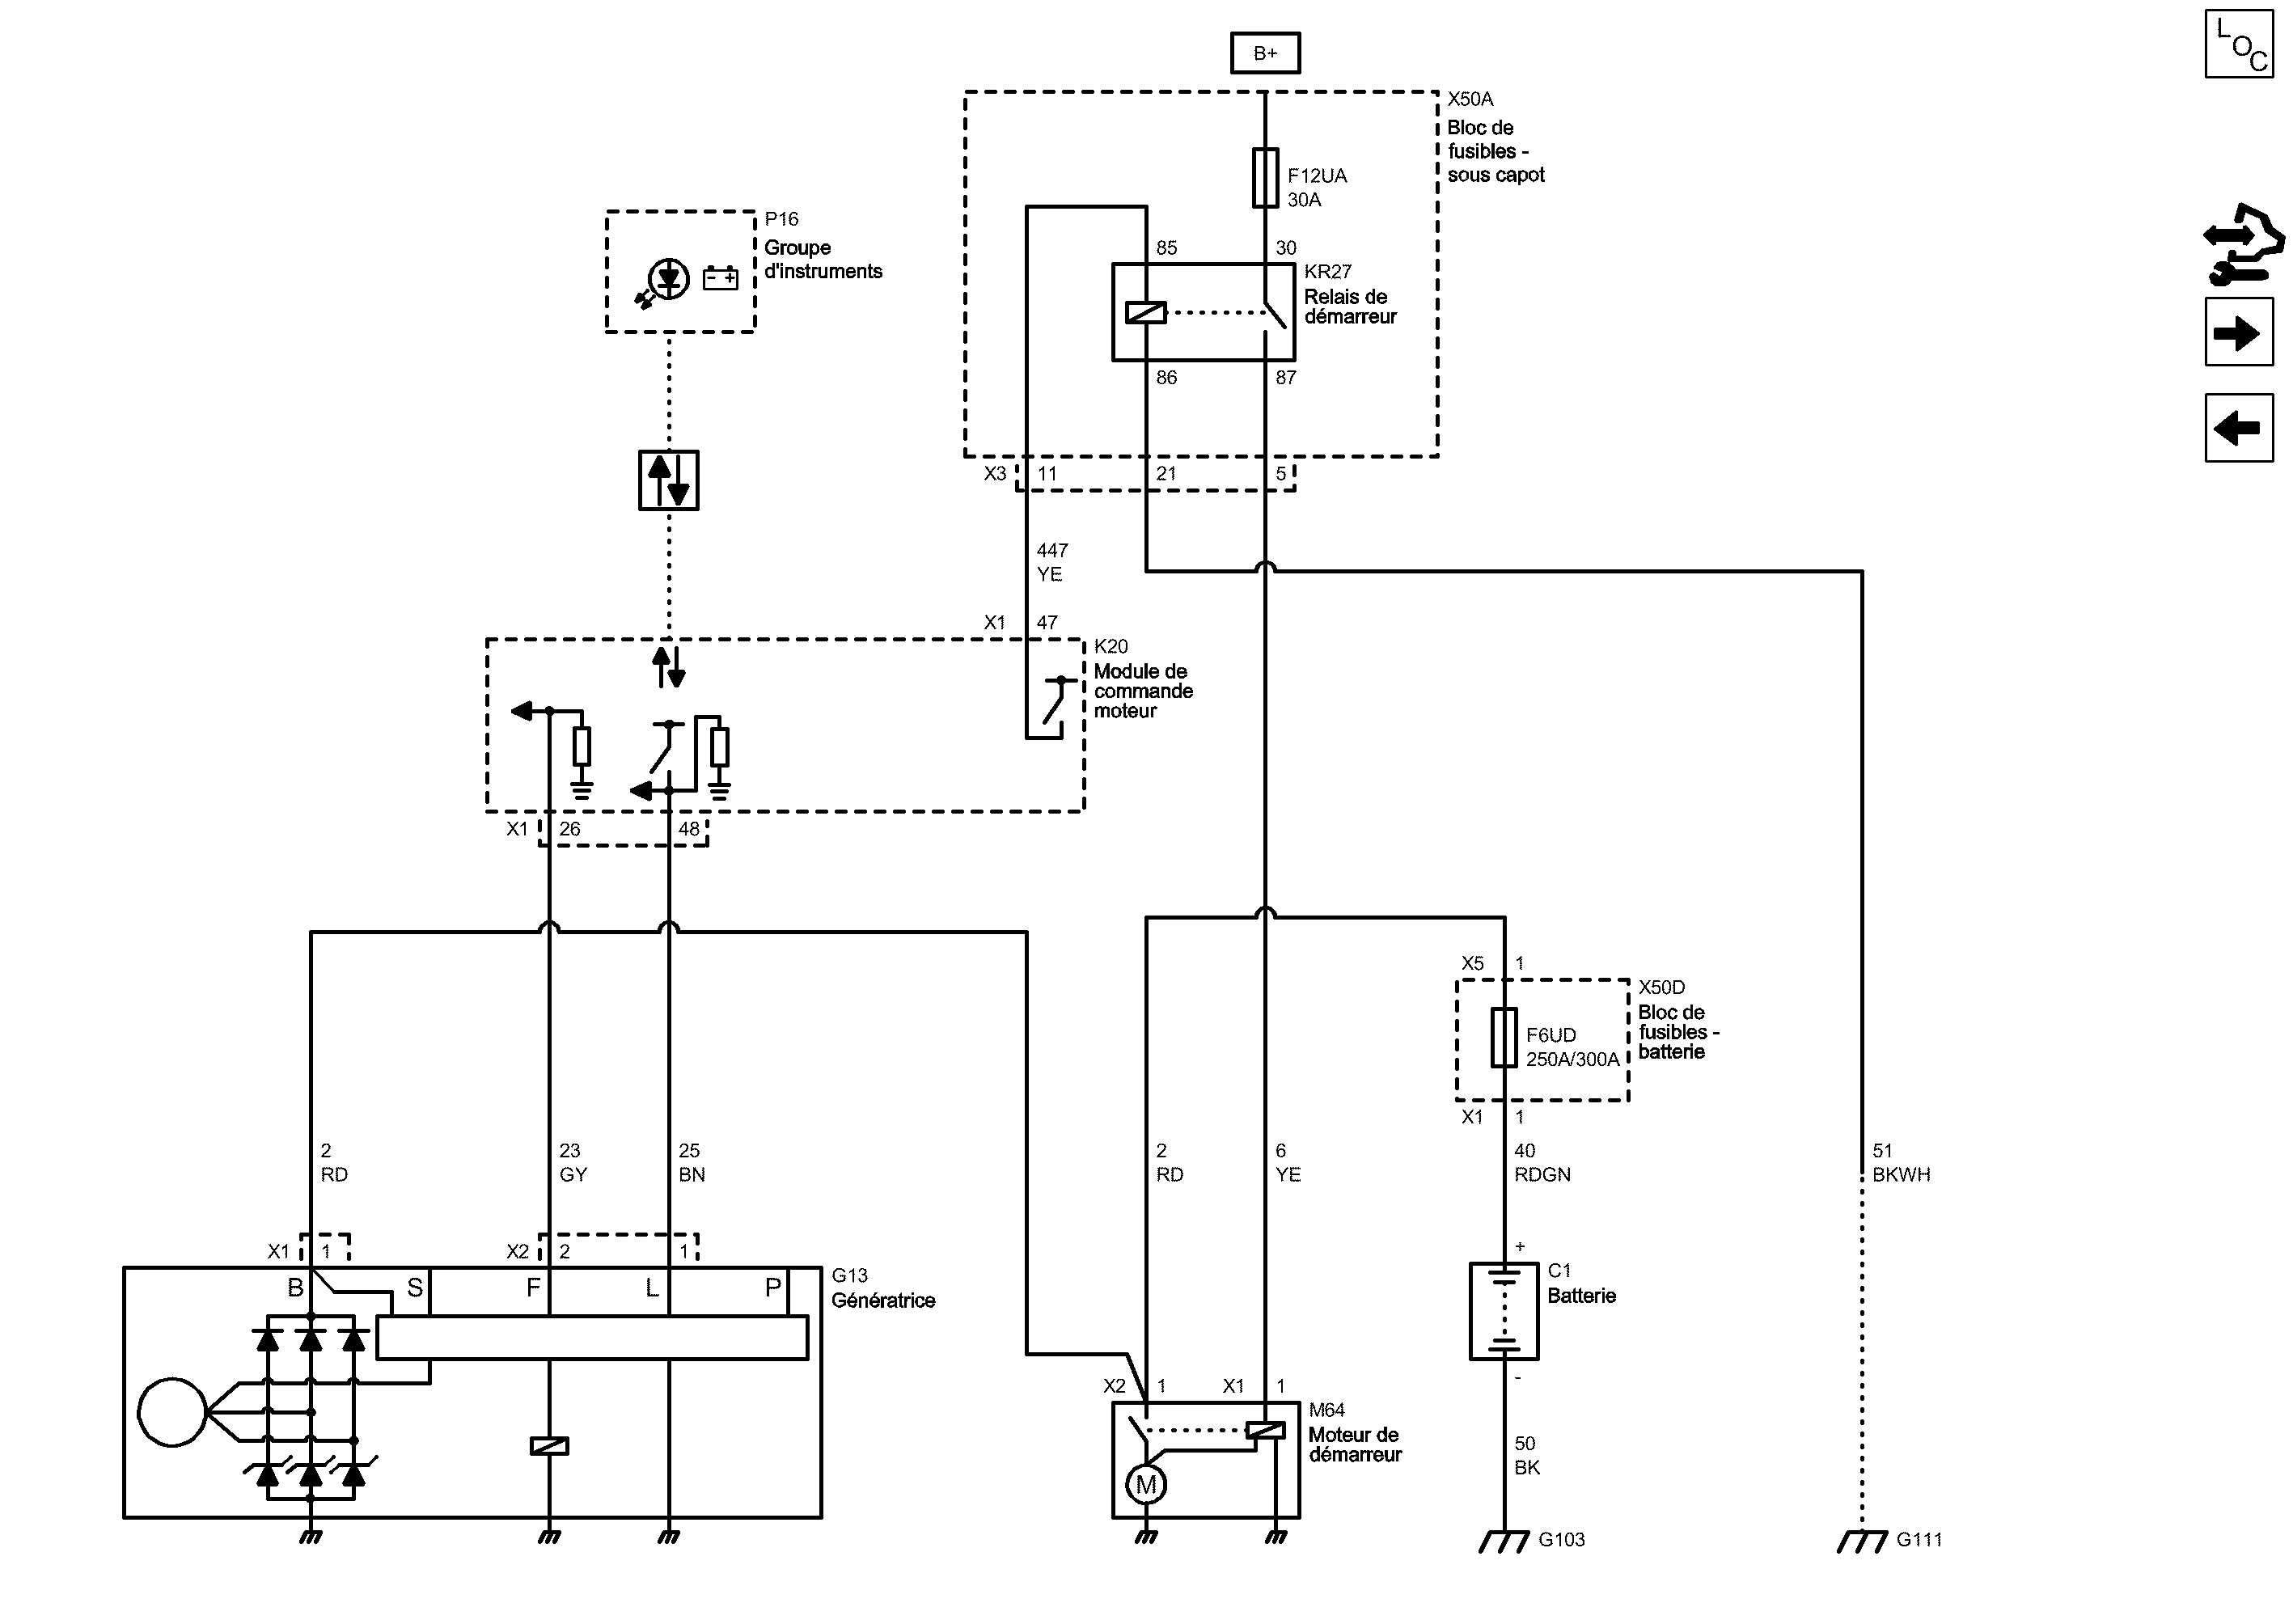 B+
L
O
C
X50A
Bloc de
fusibles -
sous capot
F12UA
30A
P16
Groupe
d'instruments
85
30
KR27
Relais de
démarreur
86
87
X3
11
21
5
447
YE
X1
47
K20
Module de
commande
moteur
X1
26
48
X5
1
X50D
Bloc de
fusibles -
batterie
F6UD
250A/300A
X1
1
2
RD
23
GY
25
BN
2
RD
6
YE
40
RDGN
51
BKWH
X1
1
X2
2
1
+
B
S
F
L
P
G13
Génératrice
C1
Batterie
-
X2
1
X1
1
M64
Moteur de
démarreur
M
50
BK
G103
G111